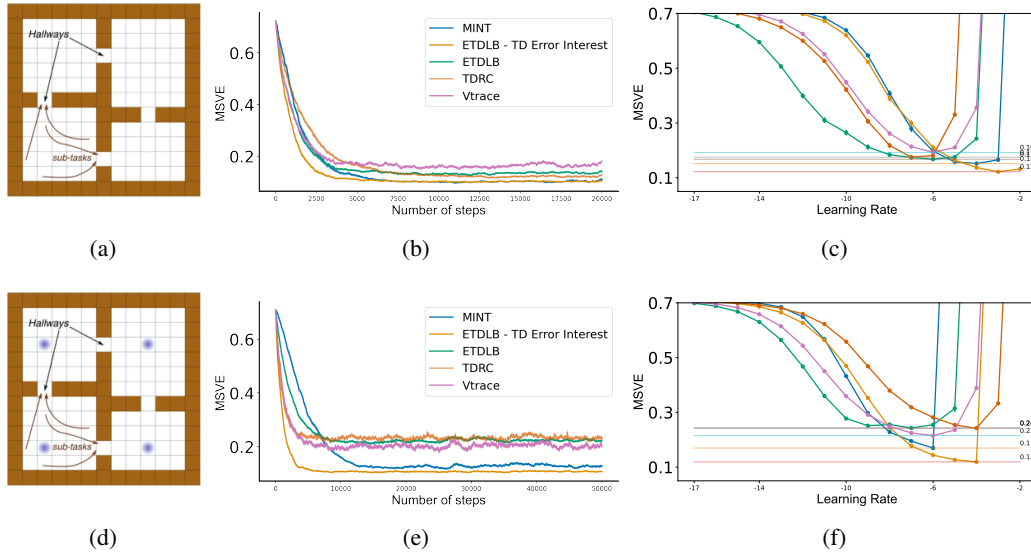 Hallways
sub-tasks
(a)
MSVE
0.6
0.4
0.2
MINT
ETDLB - TD Error Interest
ETDLB
TDRC
Vtrace
0 2500 5000 7500 10000 12500 15000 17500 20000
Number of steps
(b)
MSVE
0.7
0.5
0.3
0.1
-17 -14 -10 -6 -2
Learning Rate
(c)
Hallways
sub-tasks
(d)
MSVE
0.6
0.4
0.2
MINT
ETDLB - TD Error Interest
ETDLB
TDRC
Vtrace
0 10000 20000 30000 40000 50000
Number of steps
(e)
MSVE
0.7
0.5
0.3
0.1
-17 -14 -10 -6 -2
Learning Rate
(f)